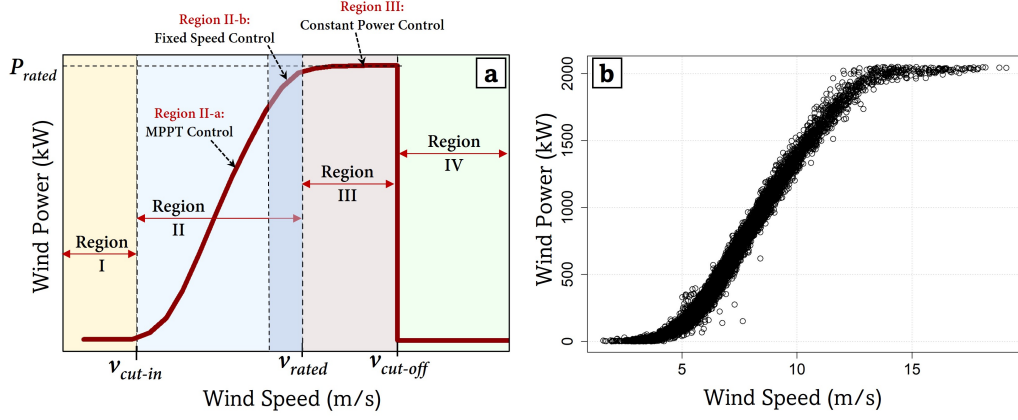 Region II-b:
Fixed Speed Control
Region III:
Constant Power Control
P_rated
a
Region II-a:
MPPT Control
Region
IV
Region
III
Region
II
Region
I
Wind Power (kW)
v_cut-in
v_rated
v_cut-off
Wind Speed (m/s)
b
2000
1500
1000
500
0
Wind Power (kW)
5
10
15
Wind Speed (m/s)